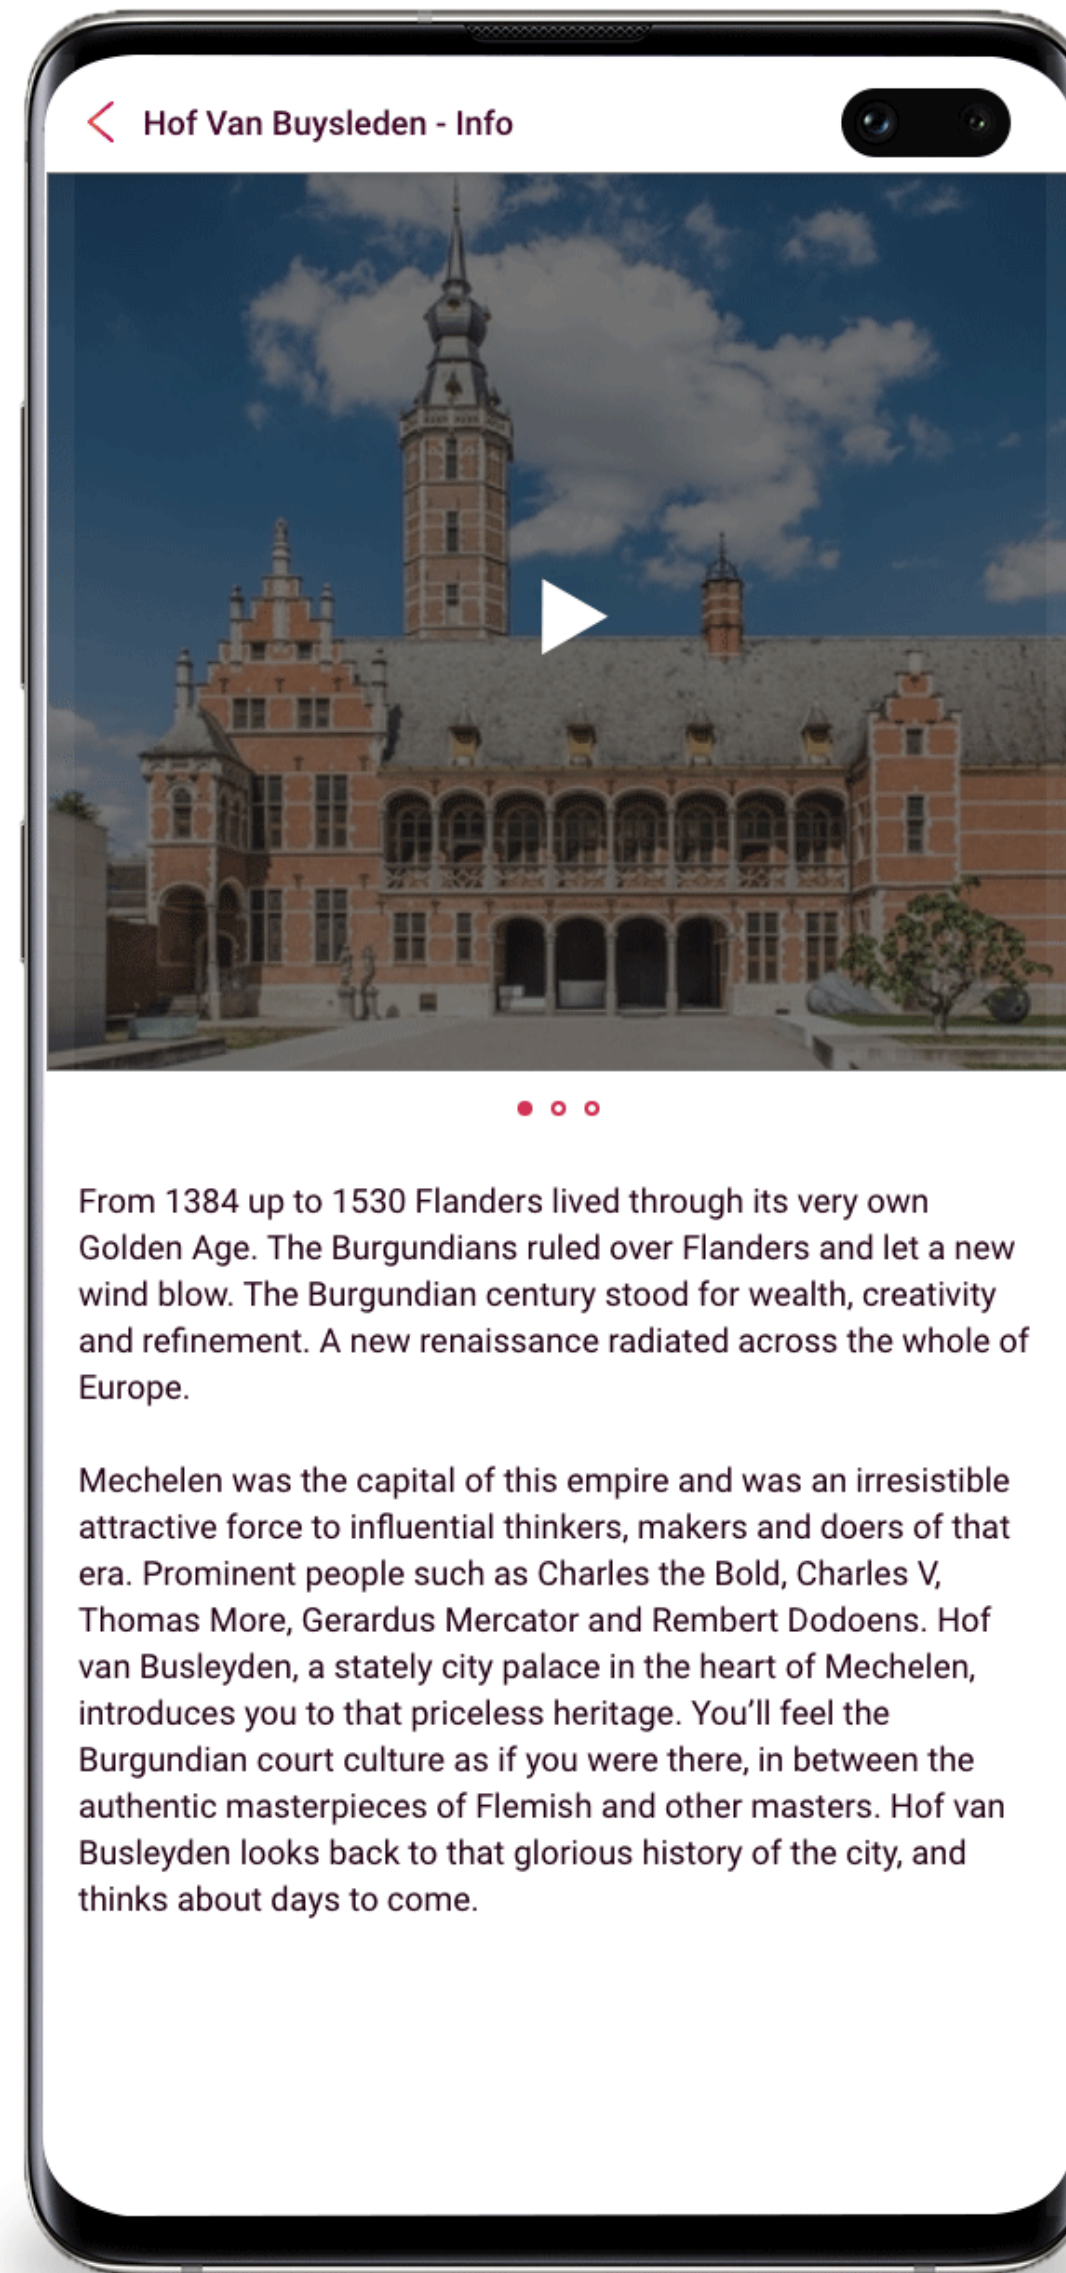 Hof Van Buysleden - Info
From 1384 up to 1530 Flanders lived through its very own
Golden Age. The Burgundians ruled over Flanders and let a new
wind blow. The Burgundian century stood for wealth, creativity
and refinement. A new renaissance radiated across the whole of
Europe.
Mechelen was the capital of this empire and was an irresistible
attractive force to influential thinkers, makers and doers of that
era. Prominent people such as Charles the Bold, Charles V,
Thomas More, Gerardus Mercator and Rembert Dodoens. Hof
van Busleyden, a stately city palace in the heart of Mechelen,
introduces you to that priceless heritage. You’ll feel the
Burgundian court culture as if you were there, in between the
authentic masterpieces of Flemish and other masters. Hof van
Busleyden looks back to that glorious history of the city, and
thinks about days to come.